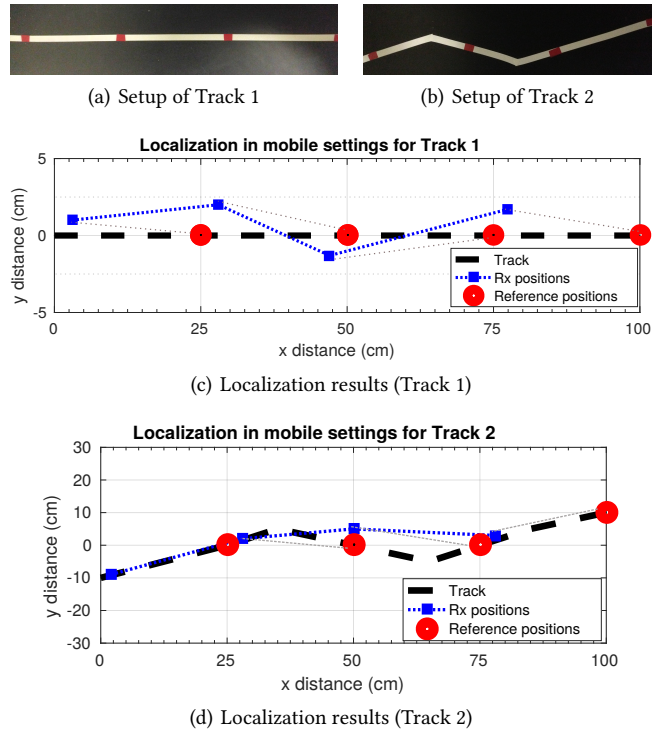 (a) Setup of Track 1
(b) Setup of Track 2
Localization in mobile settings for Track 1
5
0
-5
y distance (cm)
0
25
50
75
100
x distance (cm)
Track
Rx positions
Reference positions
(c) Localization results (Track 1)
Localization in mobile settings for Track 2
30
20
10
0
-10
-20
-30
y distance (cm)
0
25
50
75
100
x distance (cm)
Track
Rx positions
Reference positions
(d) Localization results (Track 2)